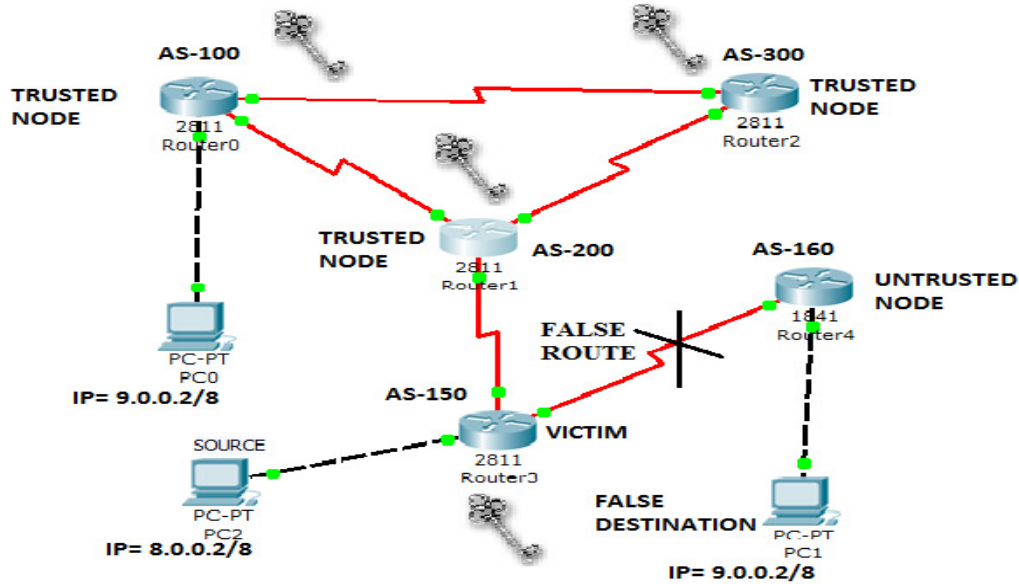 AS-100
AS-300
TRUSTED
NODE
2811
Router0
TRUSTED
NODE
2811
Router2
TRUSTED
NODE
AS-200
2811
Router1
AS-160
UNTRUSTED
NODE
1841
Router4
FALSE
ROUTE
PC-PT
PC0
IP= 9.0.0.2/8
AS-150
VICTIM
2811
Router3
SOURCE
PC-PT
PC2
IP= 8.0.0.2/8
FALSE
DESTINATION
PC-PT
PC1
IP= 9.0.0.2/8